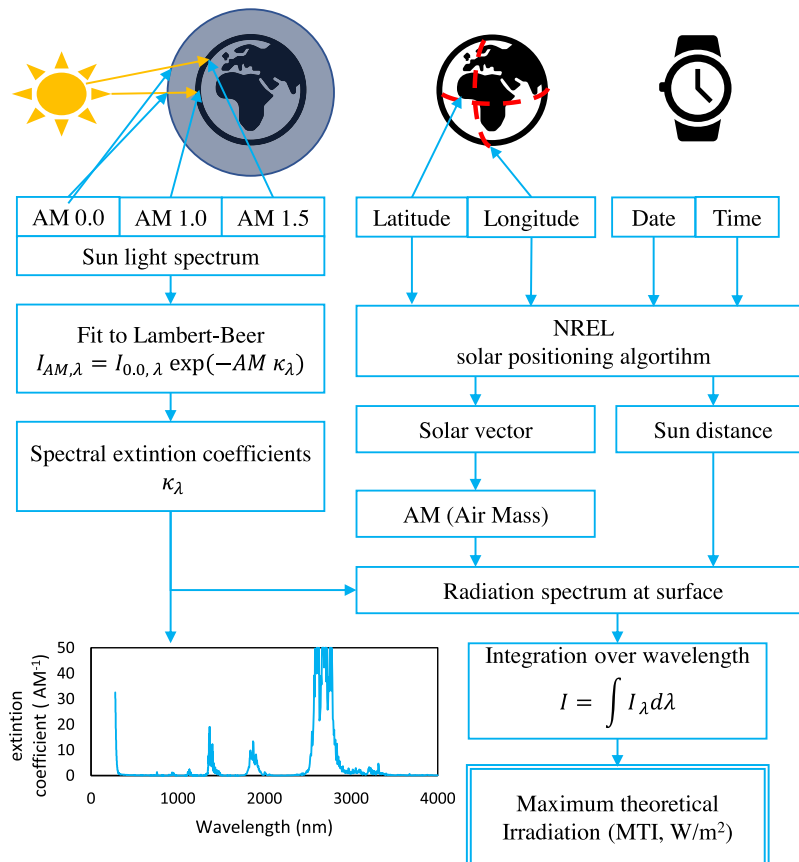 AM 0.0 AM 1.0 AM 1.5
Sun light spectrum
Fit to Lambert-Beer
I_{AM,λ} = I_{0.0, λ} exp(−AM κ_λ)
Spectral extintion coefficients
κ_λ
Latitude Longitude
Date Time
NREL
solar positioning algortihm
Solar vector
Sun distance
AM (Air Mass)
Radiation spectrum at surface
Integration over wavelength
I = ∫ I_λ dλ
Maximum theoretical
Irradiation (MTI, W/m²)
extintion
coefficient ( AM⁻¹)
50
40
30
20
10
0
0 1000 2000 3000 4000
Wavelength (nm)